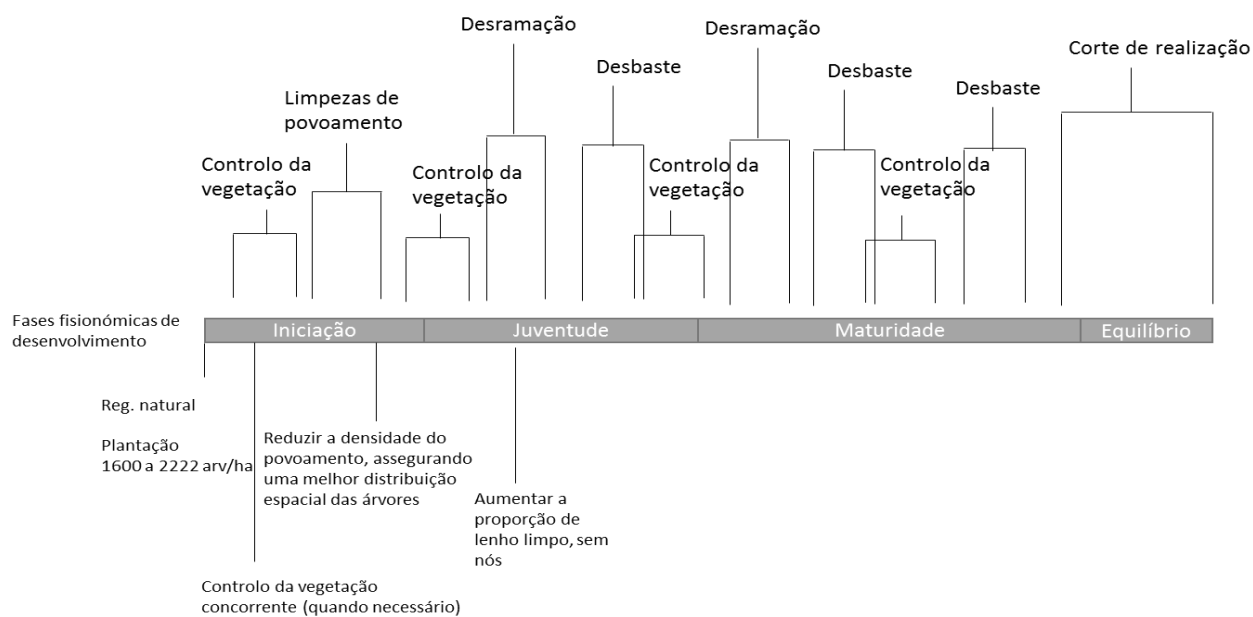 Desramação
Desramação
Corte de realização
Desbaste
Desbaste
Desbaste
Limpezas de
povoamento
Controlo da
vegetação
Controlo da
vegetação
Controlo da
vegetação
Controlo da
vegetação
Fases fisionómicas de
desenvolvimento
Iniciação
Juventude
Maturidade
Equilíbrio
Reg. natural
Plantação
1600 a 2222 arv/ha
Reduzir a densidade do
povoamento, assegurando
uma melhor distribuição
espacial das árvores
Aumentar a
proporção de
lenho limpo, sem
nós
Controlo da vegetação
concorrente (quando necessário)